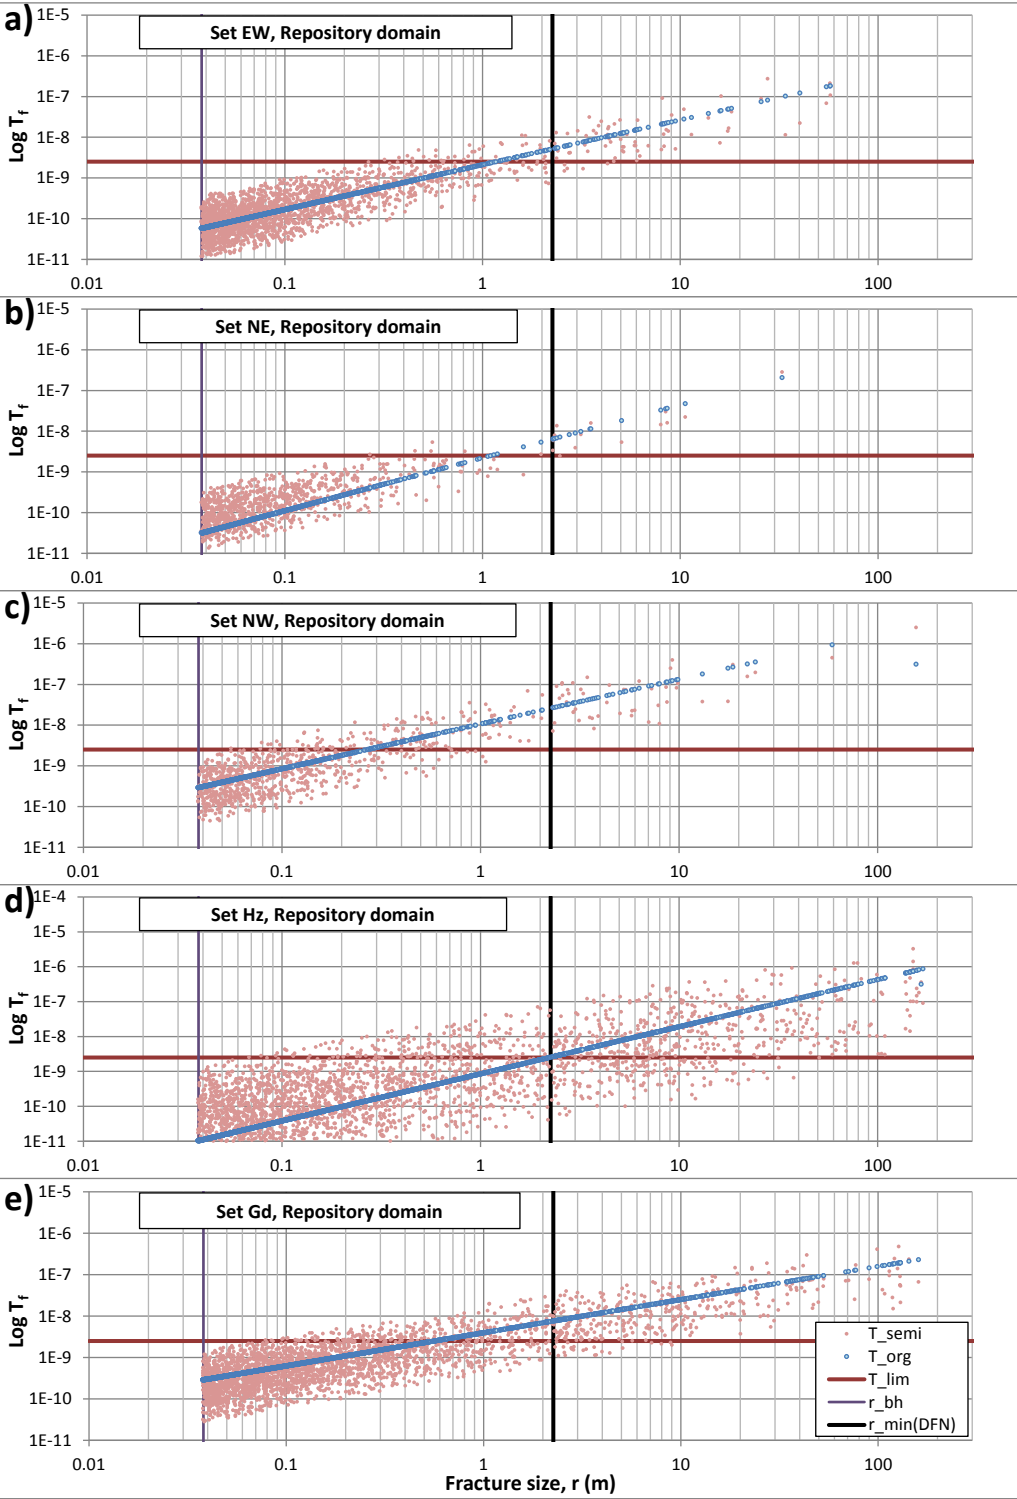 a)
Set EW, Repository domain
Log Tf
1E-5
1E-6
1E-7
1E-8
1E-9
1E-10
1E-11
0.01 0.1 1 10 100
b)
Set NE, Repository domain
Log Tf
1E-5
1E-6
1E-7
1E-8
1E-9
1E-10
1E-11
0.01 0.1 1 10 100
c)
Set NW, Repository domain
Log Tf
1E-5
1E-6
1E-7
1E-8
1E-9
1E-10
1E-11
0.01 0.1 1 10 100
d)
Set Hz, Repository domain
Log Tf
1E-4
1E-5
1E-6
1E-7
1E-8
1E-9
1E-10
1E-11
0.01 0.1 1 10 100
e)
Set Gd, Repository domain
Log Tf
1E-5
1E-6
1E-7
1E-8
1E-9
1E-10
1E-11
T_semi
T_org
T_lim
r_bh
r_min(DFN)
0.01 0.1 1 10 100
Fracture size, r (m)